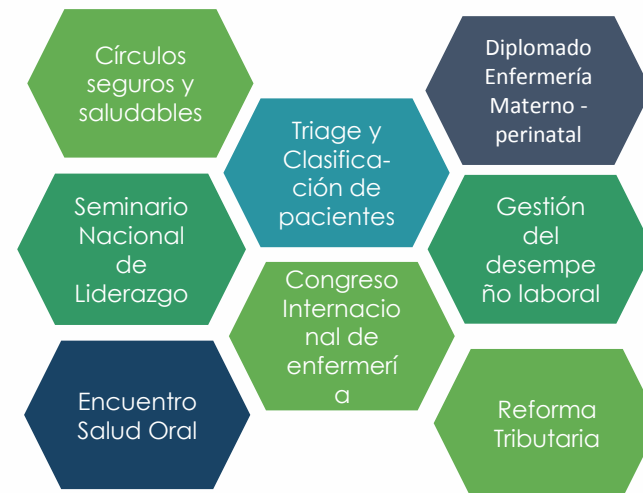 Círculos
seguros y
saludables
Diplomado
Enfermería
Materno -
perinatal
Triage y
Clasifica-
ción de
pacientes
Seminario
Nacional
de
Liderazgo
Gestión
del
desempe
ño laboral
Congreso
Internacio
nal de
enfermerí
a
Encuentro
Salud Oral
Reforma
Tributaria